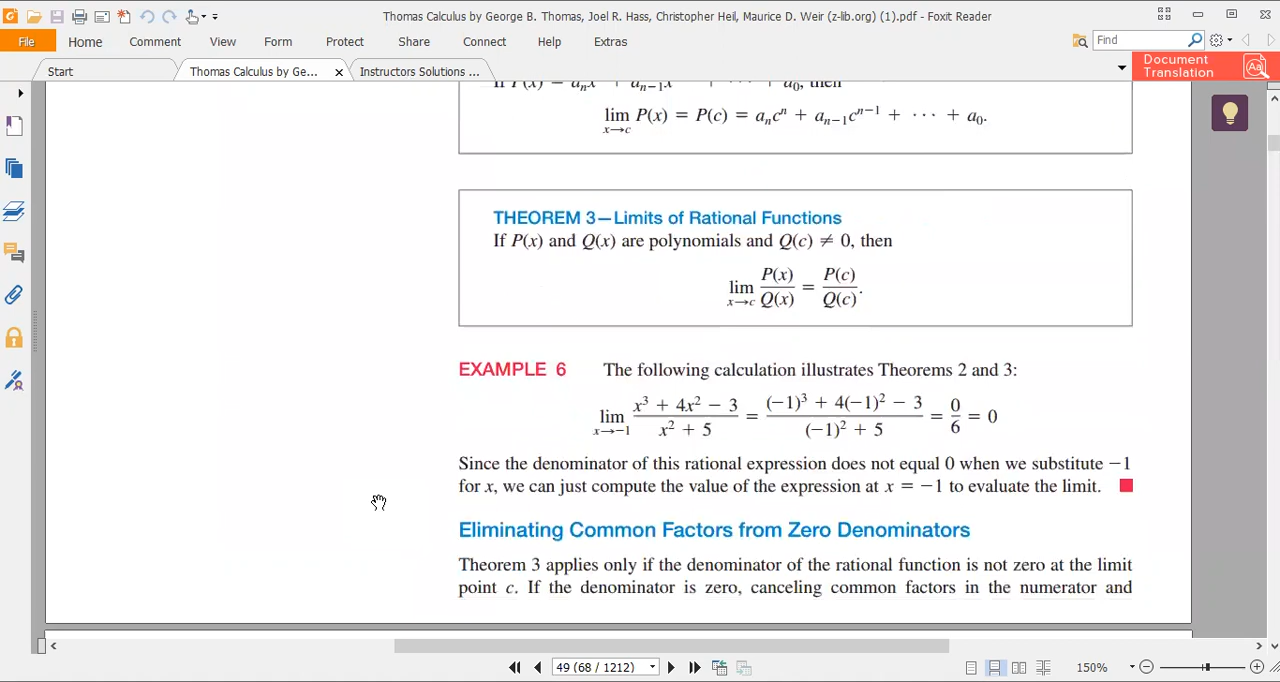 Thomas Calculus by George B. Thomas, Joel R. Hass, Christopher Heil, Maurice D. Weir (z-lib.org) (1).pdf - Foxit Reader
File Home Comment View Form Protect Share Connect Help Extras Find
Start Thomas Calculus by Ge... × Instructors Solutions ... Document Translation
If P(x) = aₙxⁿ + aₙ₋₁xⁿ⁻¹ + ··· + a₀, then
lim x→c P(x) = P(c) = aₙcⁿ + aₙ₋₁cⁿ⁻¹ + ··· + a₀.
THEOREM 3—Limits of Rational Functions
If P(x) and Q(x) are polynomials and Q(c) ≠ 0, then
lim x→c P(x)/Q(x) = P(c)/Q(c).
EXAMPLE 6 The following calculation illustrates Theorems 2 and 3:
lim x→−1 (x³ + 4x² − 3)/(x² + 5) = ((−1)³ + 4(−1)² − 3)/((−1)² + 5) = 0/6 = 0
Since the denominator of this rational expression does not equal 0 when we substitute −1
for x, we can just compute the value of the expression at x = −1 to evaluate the limit.
Eliminating Common Factors from Zero Denominators
Theorem 3 applies only if the denominator of the rational function is not zero at the limit
point c. If the denominator is zero, canceling common factors in the numerator and
49 (68 / 1212) 150%